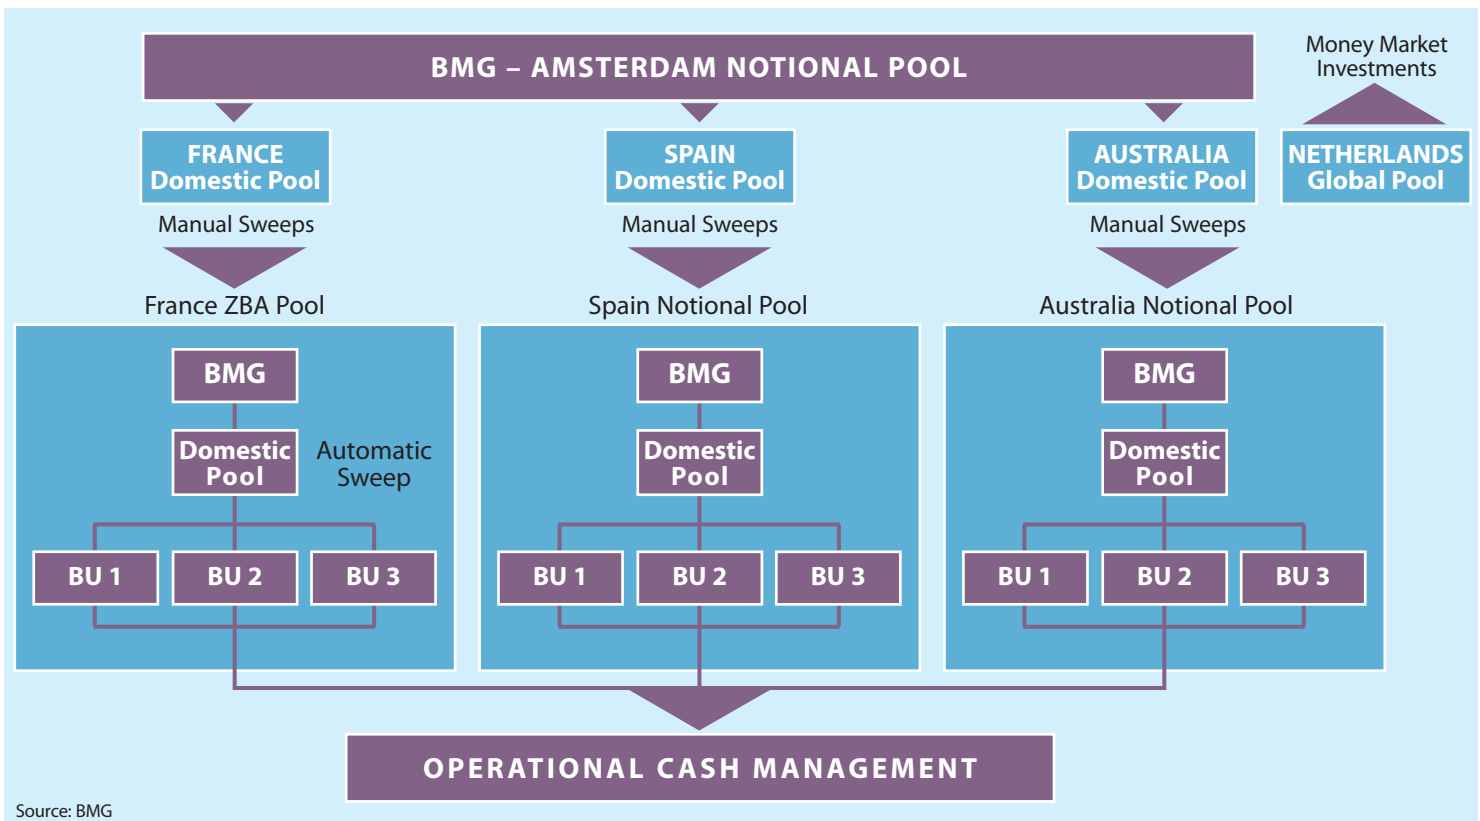 BMG – AMSTERDAM NOTIONAL POOL
Money Market
Investments
FRANCE
Domestic Pool
SPAIN
Domestic Pool
AUSTRALIA
Domestic Pool
NETHERLANDS
Global Pool
Manual Sweeps
Manual Sweeps
Manual Sweeps
France ZBA Pool
Spain Notional Pool
Australia Notional Pool
BMG
Domestic
Pool
Automatic
Sweep
BU 1
BU 2
BU 3
BMG
Domestic
Pool
BU 1
BU 2
BU 3
BMG
Domestic
Pool
BU 1
BU 2
BU 3
OPERATIONAL CASH MANAGEMENT
Source: BMG